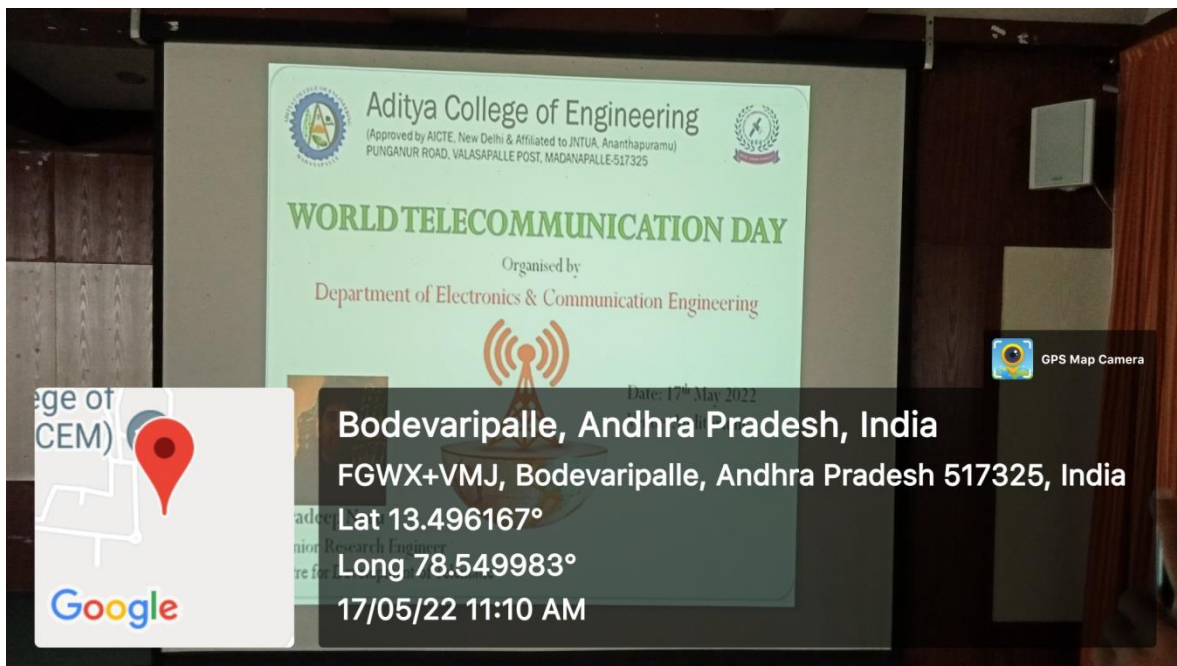 Aditya College of Engineering
(Approved by AICTE, New Delhi & Affiliated to JNTUA, Ananthapuramu)
PUNGANUR ROAD, VALASAPALLE POST, MADANAPALLE-517325
WORLD TELECOMMUNICATION DAY
Organised by
Department of Electronics & Communication Engineering
GPS Map Camera
Date: 17th May 2022
ege of
CEM)
Google
Bodevaripalle, Andhra Pradesh, India
FGWX+VMJ, Bodevaripalle, Andhra Pradesh 517325, India
Lat 13.496167°
Long 78.549983°
17/05/22 11:10 AM
Research Engineer